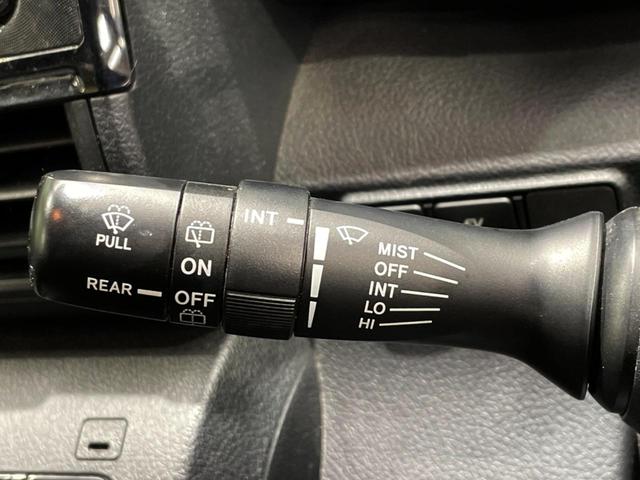 PULL
REAR
ON
OFF
INT
MIST
OFF
INT
LO
HI